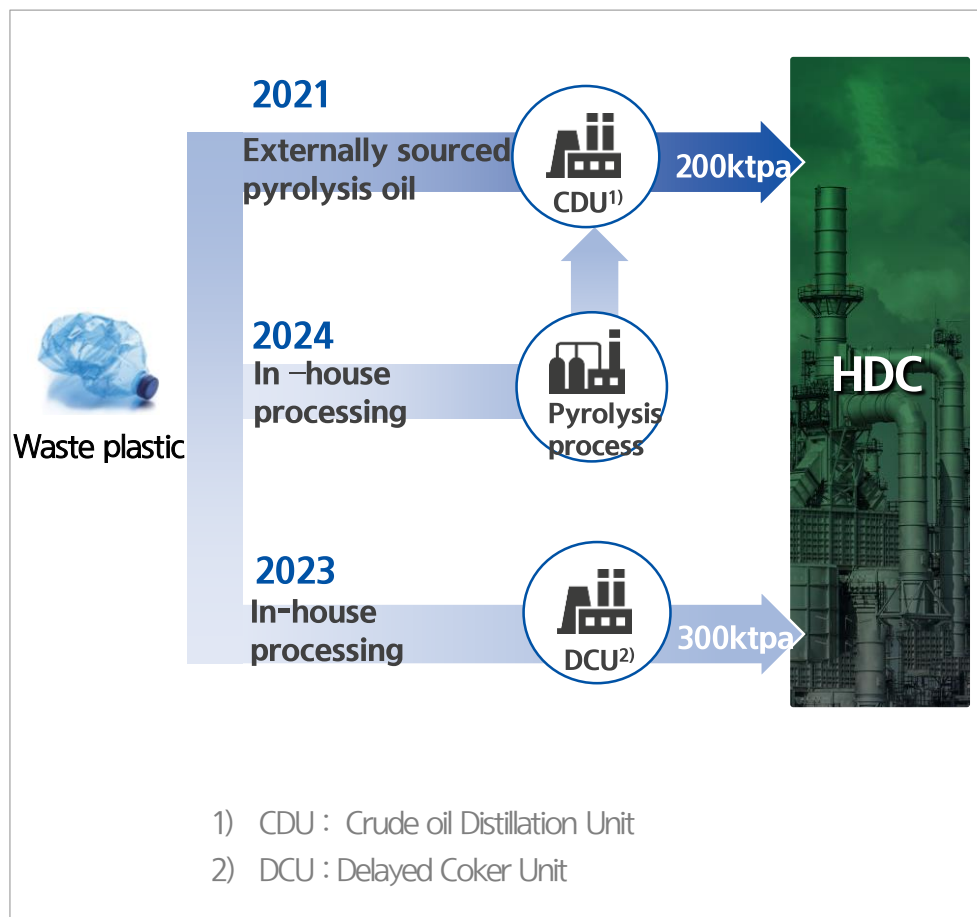 2021
Externally sourced
pyrolysis oil
CDU1)
200ktpa
2024
In –house
processing
Pyrolysis
process
HDC
Waste plastic
2023
In-house
processing
DCU2)
300ktpa
1) CDU : Crude oil Distillation Unit
2) DCU : Delayed Coker Unit